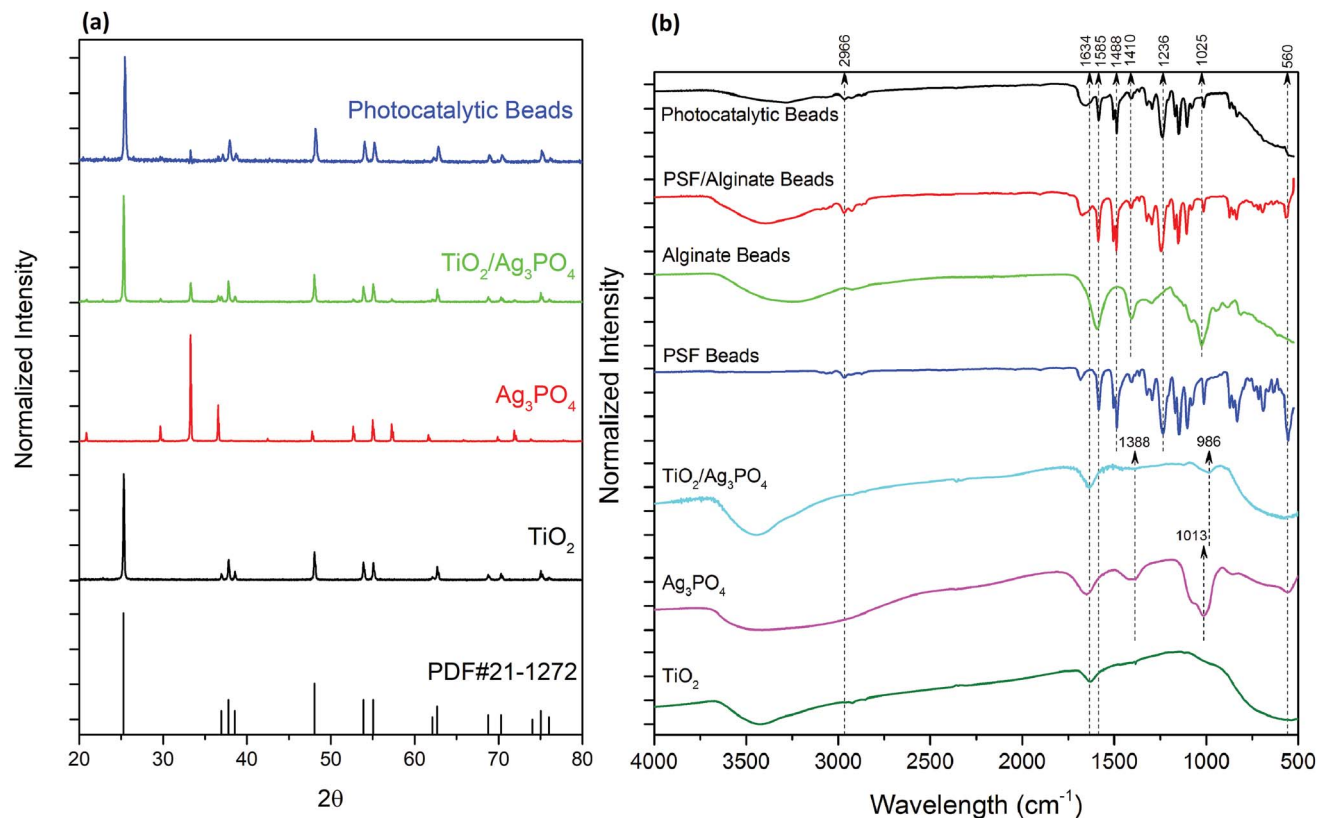 (a)
Normalized Intensity
Photocatalytic Beads
TiO₂/Ag₃PO₄
Ag₃PO₄
TiO₂
PDF#21-1272
20 30 40 50 60 70 80
2θ
(b)
2966 1634 1585 1488 1410 1236 1025 560
Normalized Intensity
Photocatalytic Beads
PSF/Alginate Beads
Alginate Beads
PSF Beads
1388 986
TiO₂/Ag₃PO₄
1013
Ag₃PO₄
TiO₂
4000 3500 3000 2500 2000 1500 1000 500
Wavelength (cm⁻¹)